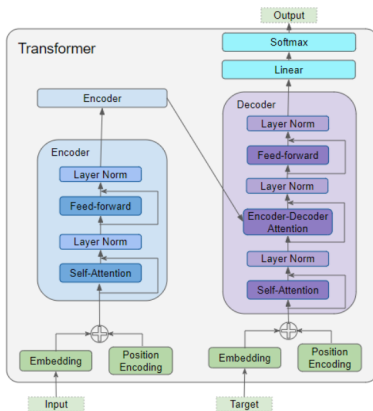 Output
Transformer
Softmax
Linear
Encoder
Decoder
Layer Norm
Feed-forward
Layer Norm
Encoder-Decoder
Attention
Layer Norm
Self-Attention
Encoder
Layer Norm
Feed-forward
Layer Norm
Self-Attention
Embedding
Position
Encoding
Embedding
Position
Encoding
Input
Target